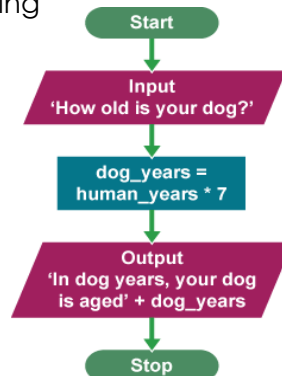 Start
Input
‘How old is your dog?’
dog_years =
human_years * 7
Output
‘In dog years, your dog
is aged’ + dog_years
Stop